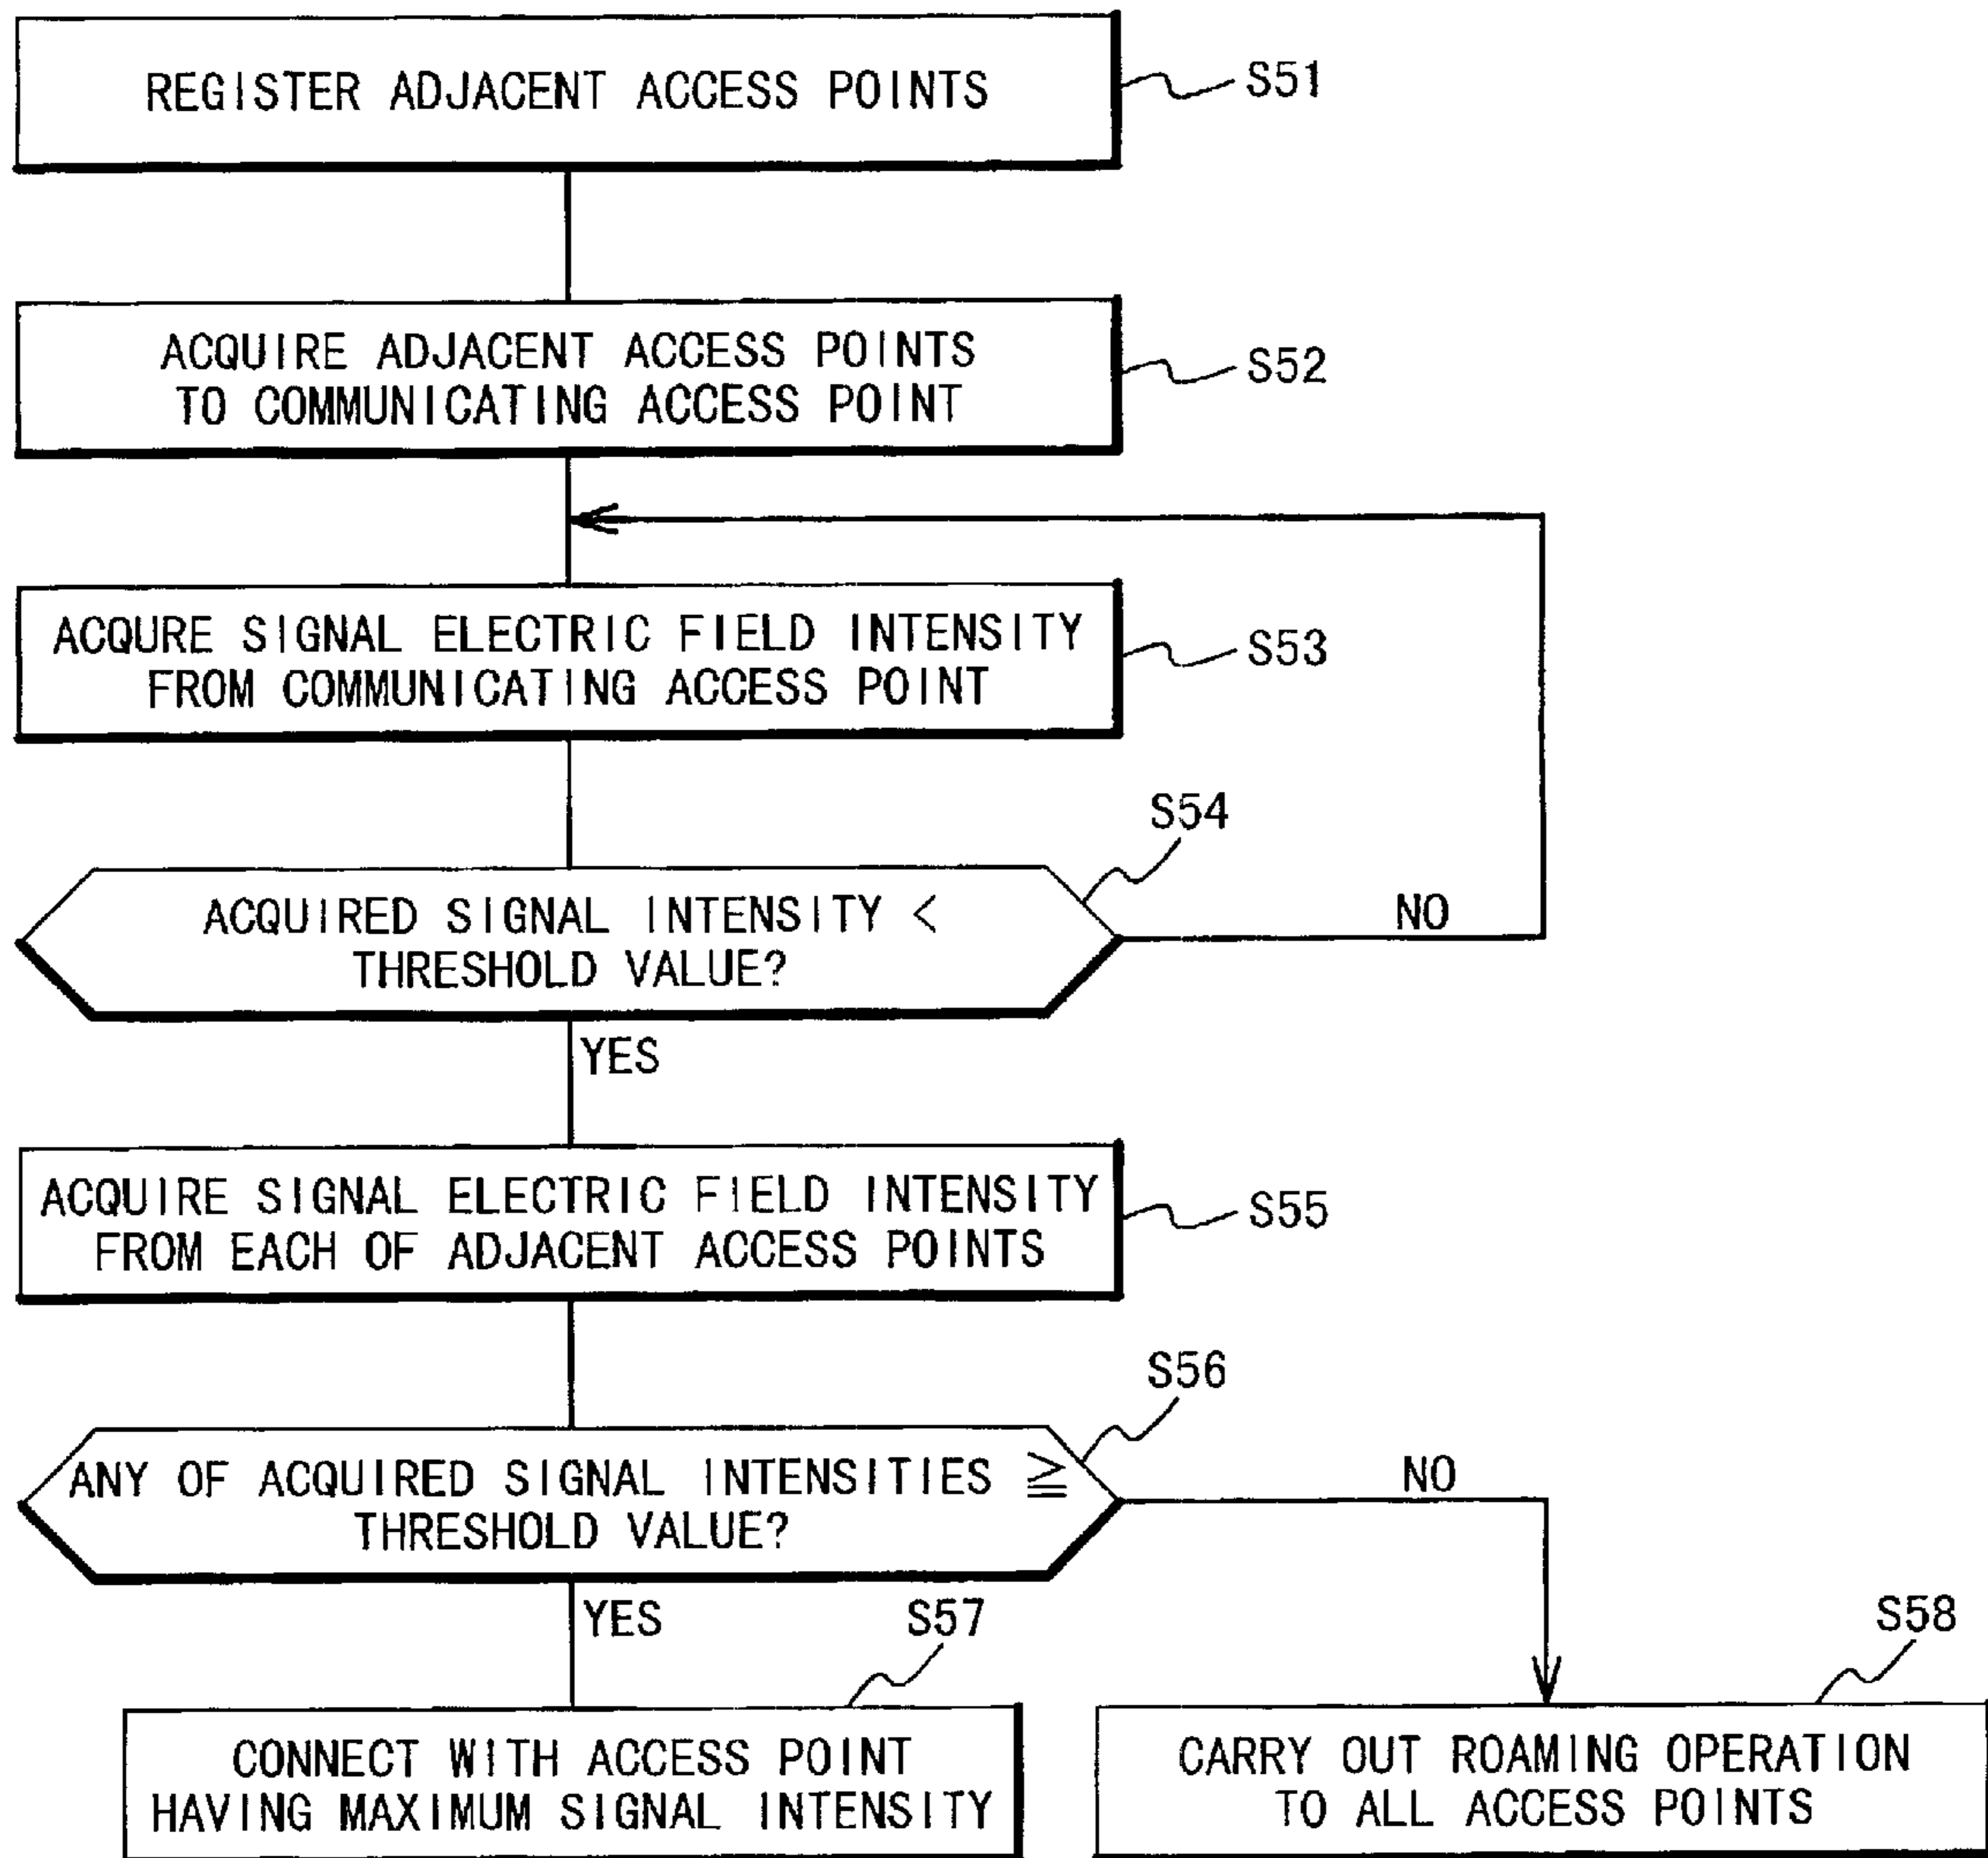 REGISTER ADJACENT ACCESS POINTS
S51
ACQUIRE ADJACENT ACCESS POINTS
TO COMMUNICATING ACCESS POINT
S52
ACQURE SIGNAL ELECTRIC FIELD INTENSITY
FROM COMMUNICATING ACCESS POINT
S53
S54
ACQUIRED SIGNAL INTENSITY <
THRESHOLD VALUE?
NO
YES
ACQUIRE SIGNAL ELECTRIC FIELD INTENSITY
FROM EACH OF ADJACENT ACCESS POINTS
S55
S56
ANY OF ACQUIRED SIGNAL INTENSITIES ≧
THRESHOLD VALUE?
NO
YES
S57
CONNECT WITH ACCESS POINT
HAVING MAXIMUM SIGNAL INTENSITY
S58
CARRY OUT ROAMING OPERATION
TO ALL ACCESS POINTS